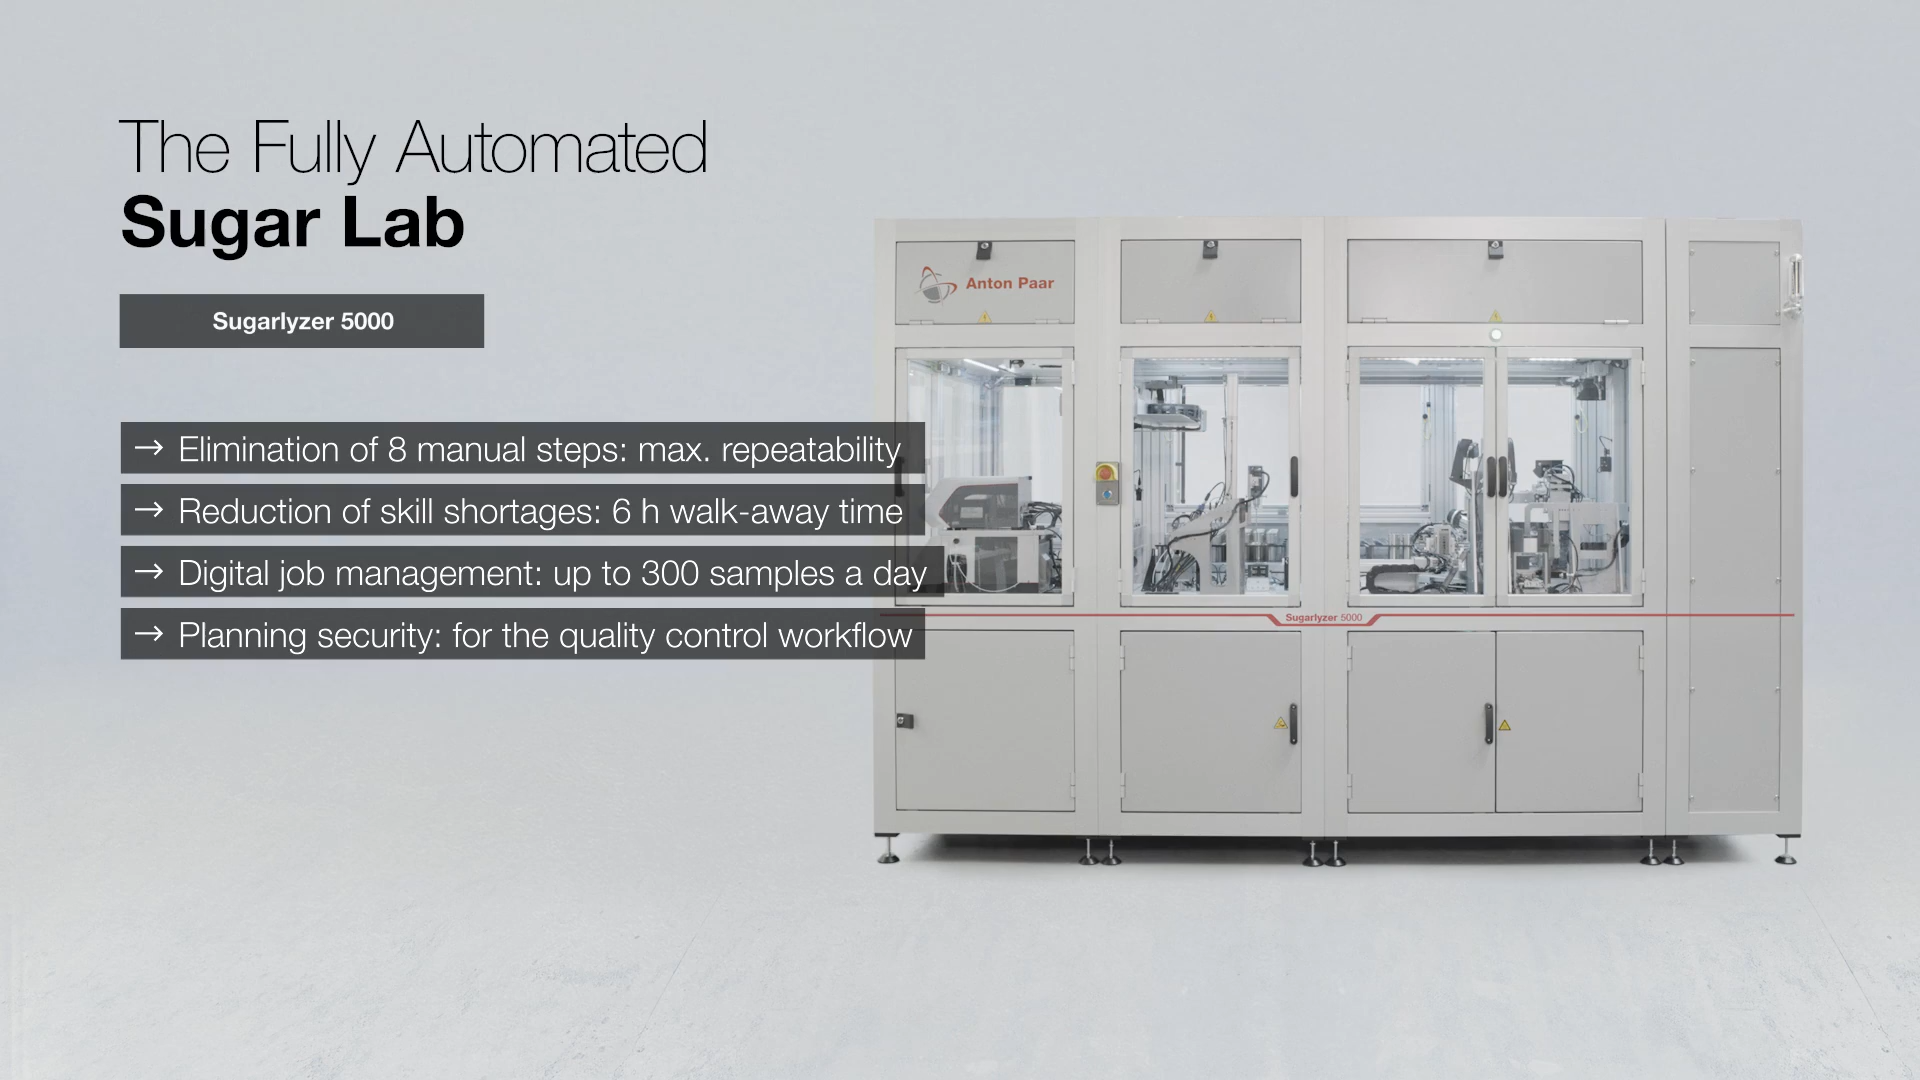 The Fully Automated
Sugar Lab
Sugarlyzer 5000
→ Elimination of 8 manual steps: max. repeatability
→ Reduction of skill shortages: 6 h walk-away time
→ Digital job management: up to 300 samples a day
→ Planning security: for the quality control workflow
Anton Paar
Sugarlyzer 5000